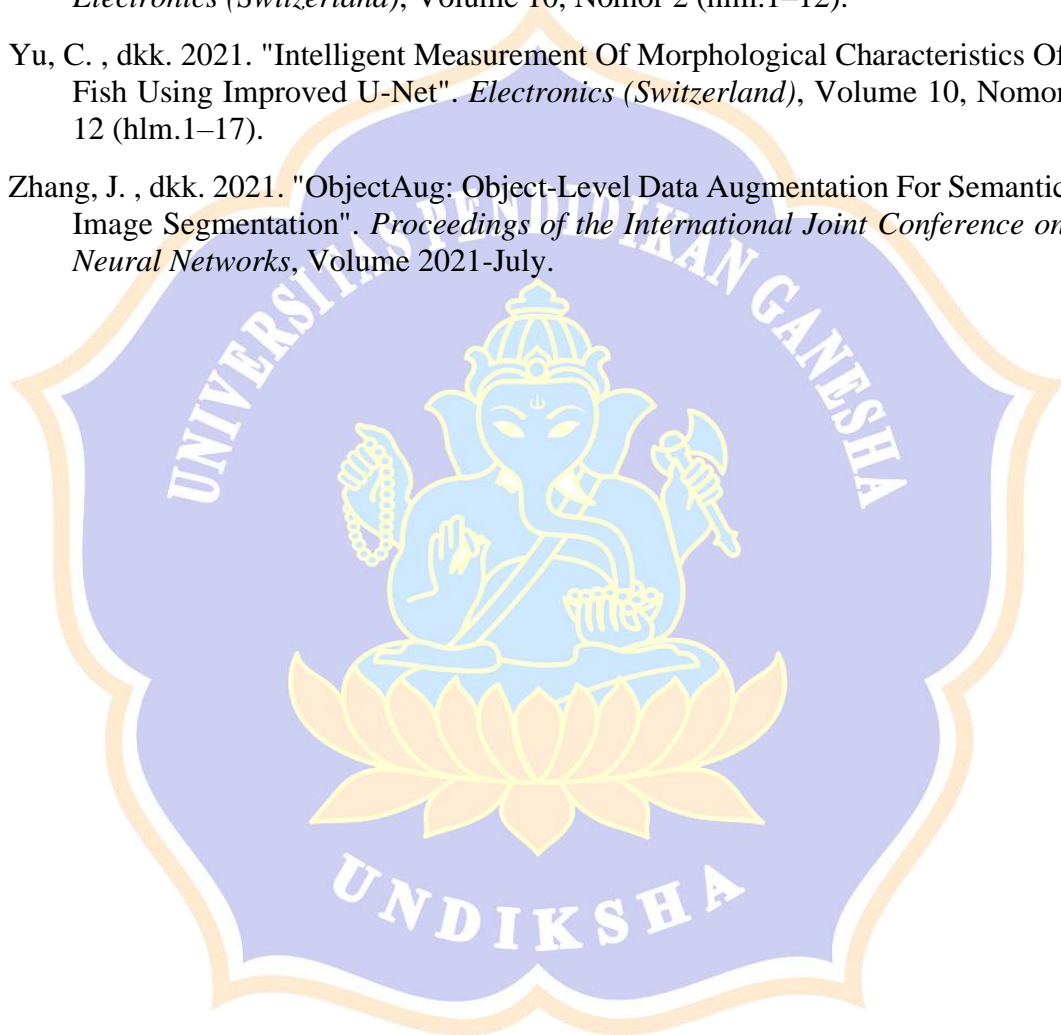 Electronics (Switzerland), Volume 10, Nomor 2 (hlm.1–12).
Yu, C. , dkk. 2021. "Intelligent Measurement Of Morphological Characteristics Of
Fish Using Improved U-Net". Electronics (Switzerland), Volume 10, Nomor
12 (hlm.1–17).
Zhang, J. , dkk. 2021. "ObjectAug: Object-Level Data Augmentation For Semantic
Image Segmentation". Proceedings of the International Joint Conference on
Neural Networks, Volume 2021-July.
UNIVERSITAS PENDIDIKAN GANESHA
UNDIKSHA